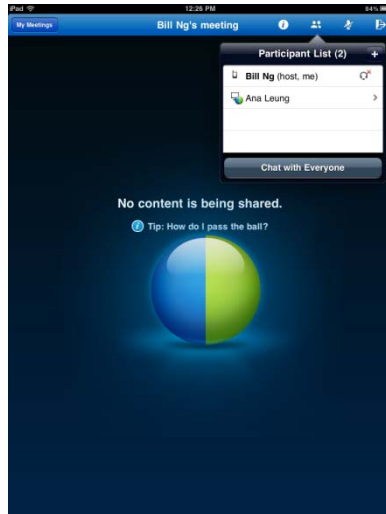 iPad 12:26 PM 84%
My Meetings Bill Ng's meeting
Participant List (2) +
Bill Ng (host, me)
Ana Leung
Chat with Everyone
No content is being shared.
Tip: How do I pass the ball?